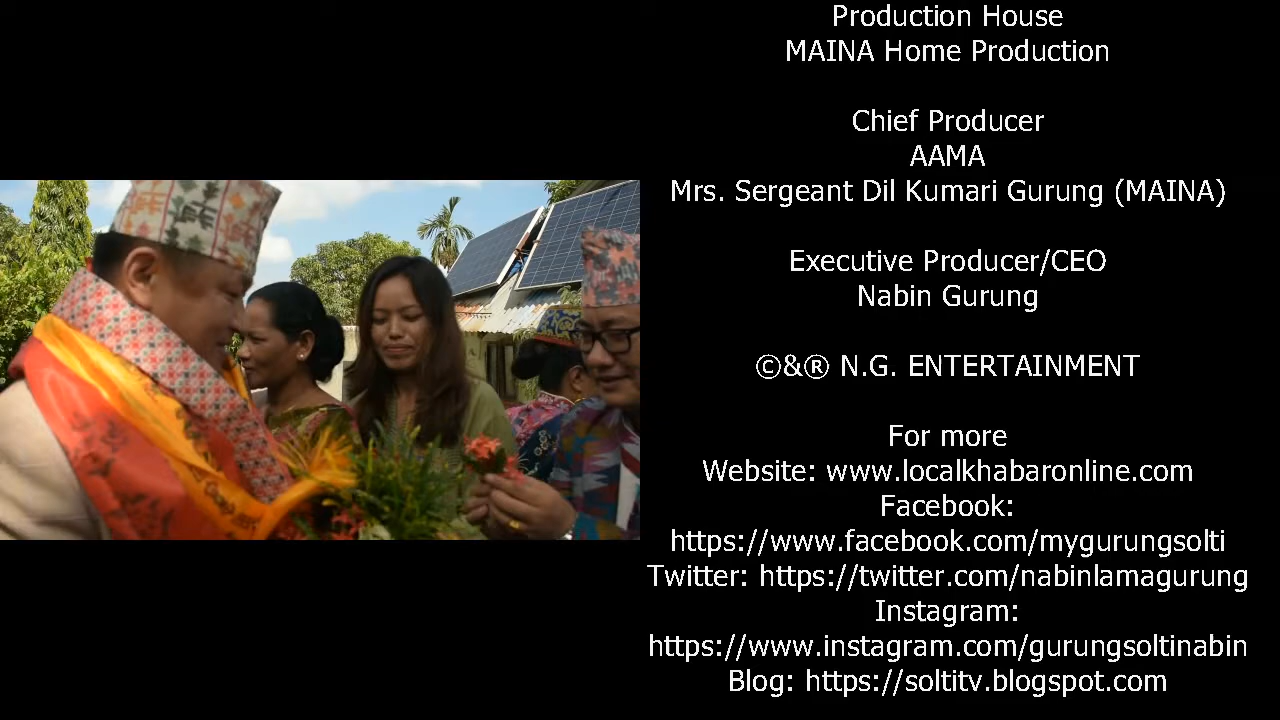 Production House
MAINA Home Production
Chief Producer
AAMA
Mrs. Sergeant Dil Kumari Gurung (MAINA)
Executive Producer/CEO
Nabin Gurung
©&® N.G. ENTERTAINMENT
For more
Website: www.localkhabaronline.com
Facebook:
https://www.facebook.com/mygurungsolti
Twitter: https://twitter.com/nabinlamagurung
Instagram:
https://www.instagram.com/gurungsoltinabin
Blog: https://soltitv.blogspot.com